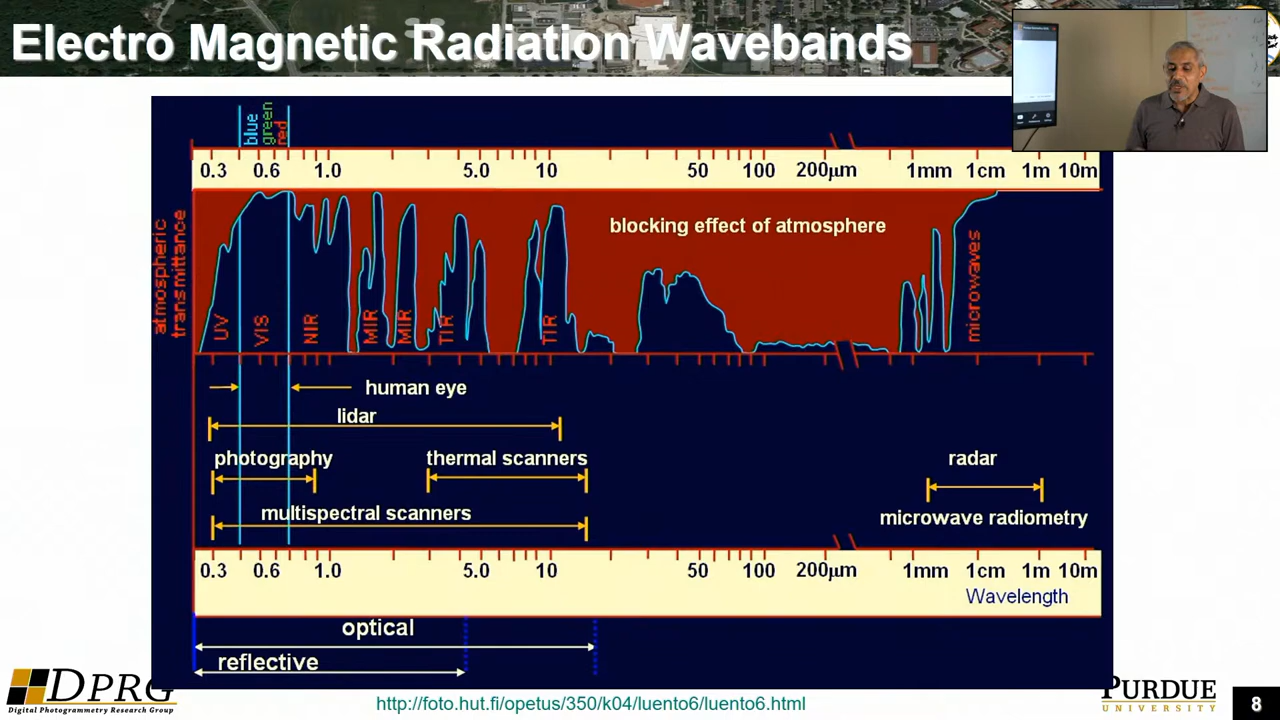 Electro Magnetic Radiation Wavebands
blue
green
red
0.3 0.6 1.0 5.0 10 50 100 200µm 1mm 1cm 1m 10m
atmospheric
transmittance
blocking effect of atmosphere
UV VIS NIR MIR MIR TIR TIR microwaves
human eye
lidar
photography thermal scanners radar
multispectral scanners microwave radiometry
0.3 0.6 1.0 5.0 10 50 100 200µm 1mm 1cm 1m 10m
Wavelength
optical
reflective
DPRG
Digital Photogrammetry Research Group
http://foto.hut.fi/opetus/350/k04/luento6/luento6.html
PURDUE
UNIVERSITY
8